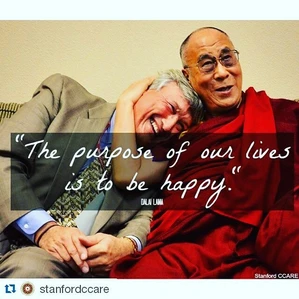 "The purpose of our lives
is to be happy."
DALAI LAMA
Stanford CCARE
stanfordccare